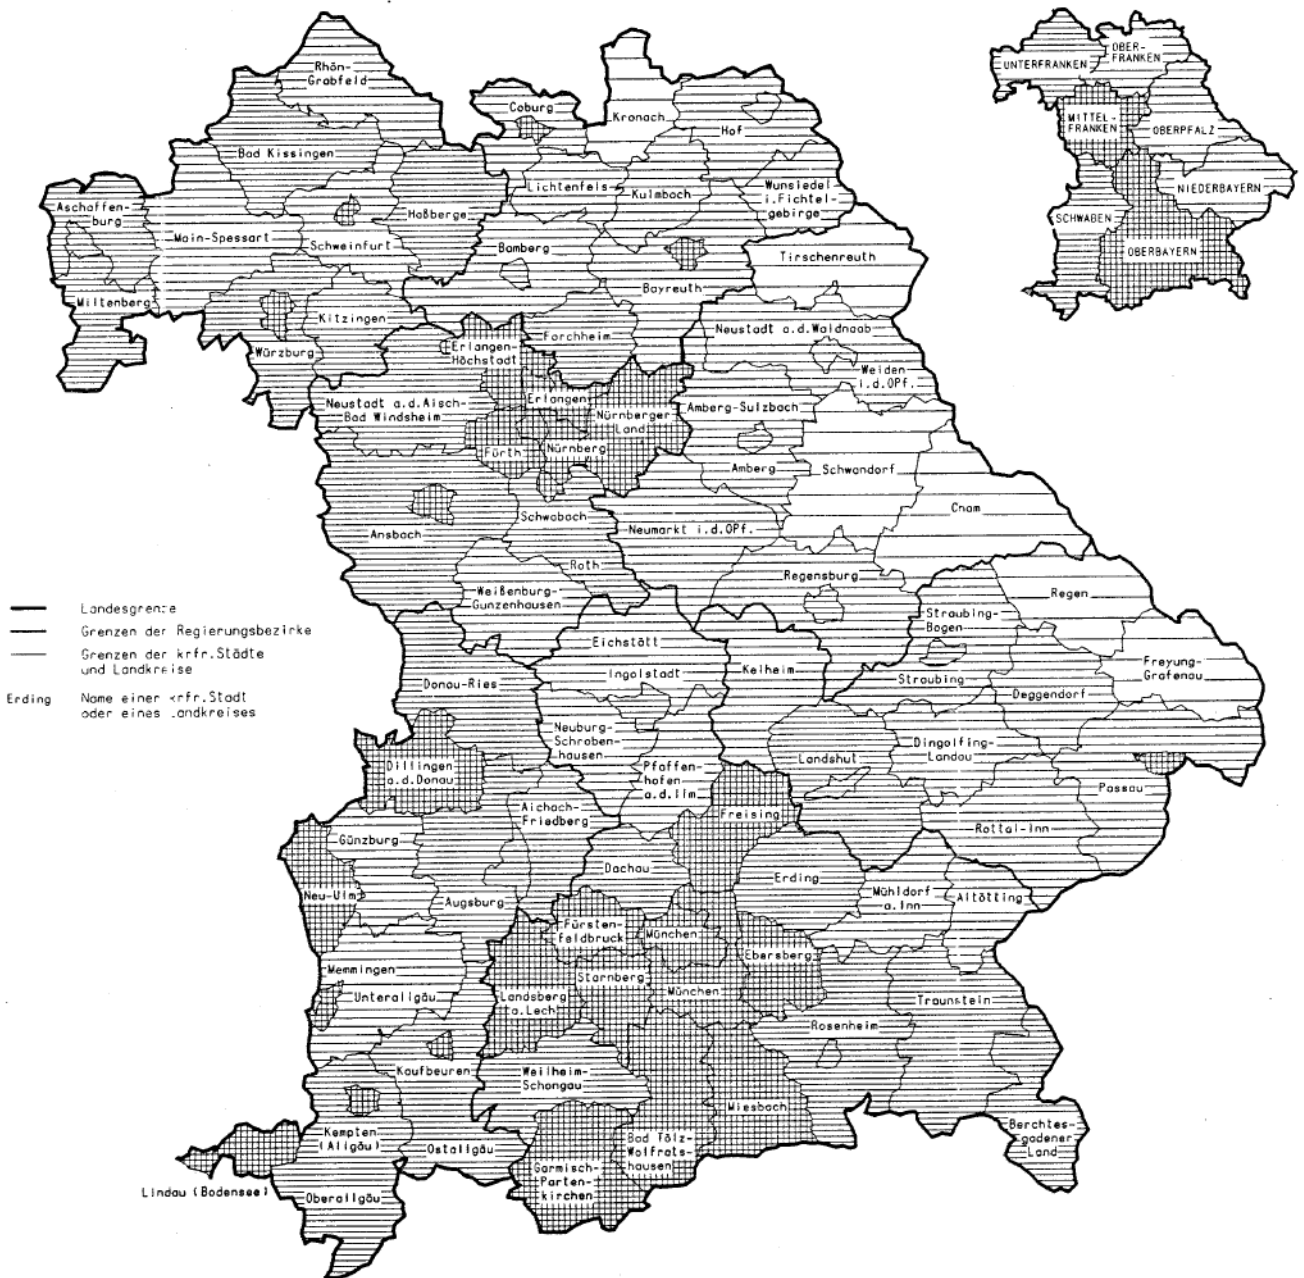 Rhön-
Grabfeld
Coburg
Kronach
Hof
Bad Kissingen
Lichtenfels
Kulmbach
Wunsiedel
i.Fichtel-
gebirge
Aschaffen-
burg
Haßberge
Main-Spessart
Schweinfurt
Bamberg
Tirschenreuth
Bayreuth
Miltenberg
Kitzingen
Neustadt a.d.Waldnaab
Forchheim
Erlangen-
Höchstadt
Würzburg
Weiden
i.d.OPf.
Neustadt a.d.Aisch-
Bad Windsheim
Erlangen
Nürnberger
Land
Amberg-Sulzbach
Fürth
Nürnberg
Amberg
Schwandorf
Cham
Schwabach
Ansbach
Neumarkt i.d.OPf.
Roth
Regensburg
Weißenburg-
Gunzenhausen
Regen
Straubing-
Bogen
Eichstätt
Kelheim
Freyung-
Grafenau
Ingolstadt
Straubing
Donau-Ries
Deggendorf
Neuburg-
Schroben-
hausen
Dingolfing-
Landau
Landshut
Dillingen
a.d.Donau
Pfaffen-
hofen
a.d.Ilm
Passau
Aichach-
Friedberg
Freising
Rottal-Inn
Günzburg
Dachau
Erding
Mühldorf
a.Inn
Altötting
Neu-Ulm
Augsburg
Fürsten-
feldbruck
München
Ebersberg
Memmingen
Starnberg
Unterallgäu
Landsberg
a.Lech
München
Traunstein
Rosenheim
Kaufbeuren
Weilheim-
Schongau
Miesbach
Kempten
(Allgäu)
Ostallgäu
Bad Tölz-
Wolfrats-
hausen
Berchtes-
gadener
Land
Garmisch-
Parten-
kirchen
Lindau (Bodensee)
Oberallgäu
UNTERFRANKEN
OBER-
FRANKEN
MITTEL-
FRANKEN
OBERPFALZ
NIEDERBAYERN
SCHWABEN
OBERBAYERN
Landesgrenze
Grenzen der Regierungsbezirke
Grenzen der krfr.Städte
und Landkreise
Erding Name einer krfr.Stadt
oder eines Landkreises